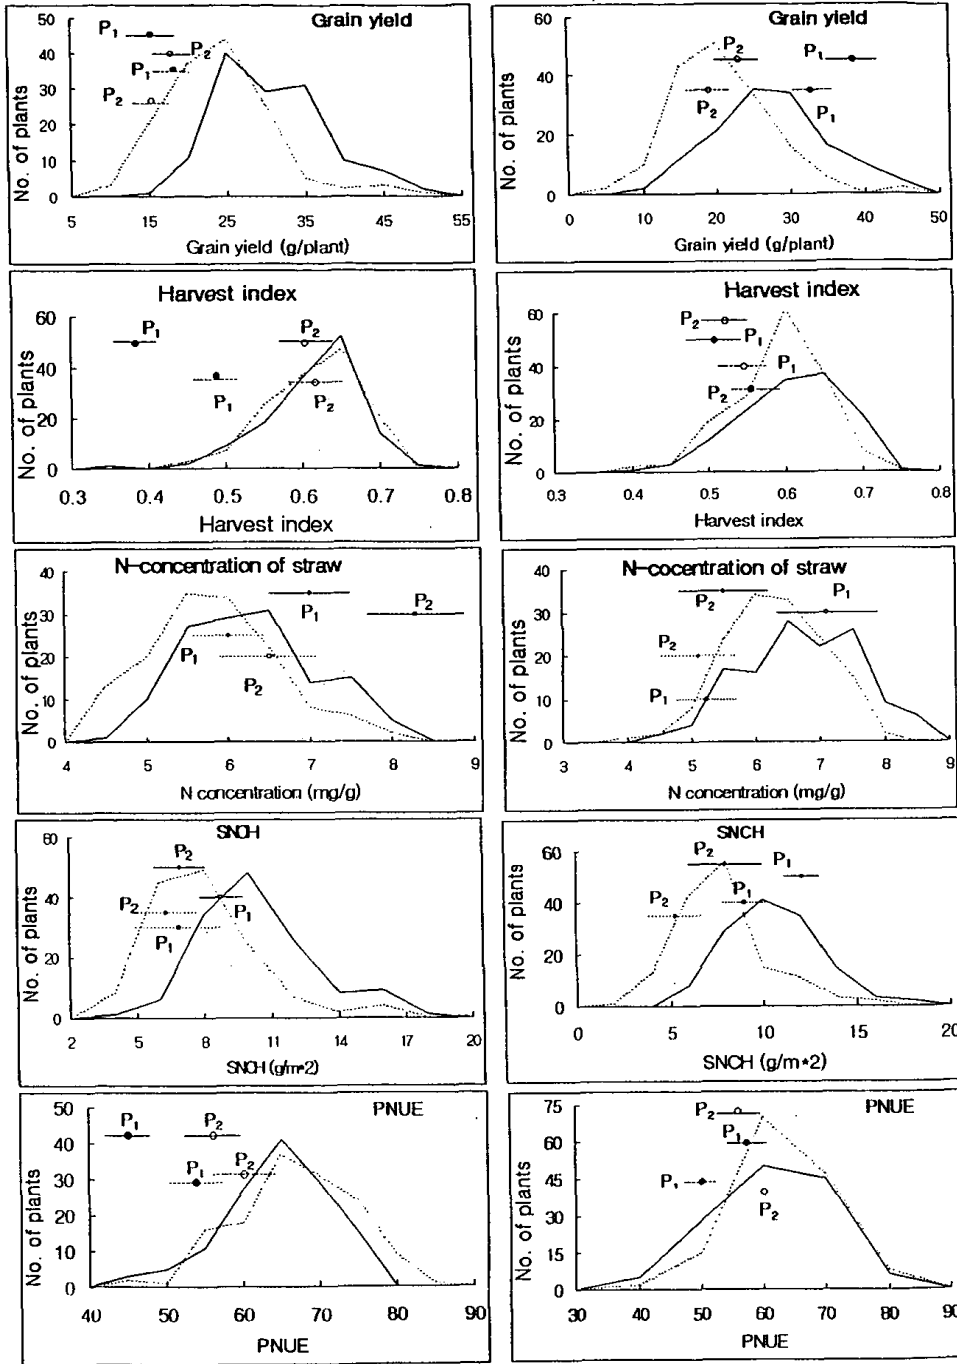 Grain yield
50
40
30
20
10
0
No. of plants
P1
P2
P1
P2
5 15 25 35 45 55
Grain yield (g/plant)
Grain yield
60
40
20
0
No. of plants
P2
P1
P2
P1
0 10 20 30 40 50
Grain yield (g/plant)
Harvest index
60
40
20
0
No. of plants
P1
P2
P1
P2
0.3 0.4 0.5 0.6 0.7 0.8
Harvest index
Harvest index
60
40
20
0
No. of plants
P2
P1
P1
P2
0.3 0.4 0.5 0.6 0.7 0.8
Harvest index
N-concentration of straw
40
30
20
10
0
No. of plants
P1
P2
P1
P2
4 5 6 7 8 9
N concentration (mg/g)
N-cocentration of straw
40
30
20
10
0
No. of plants
P2
P1
P2
P1
3 4 5 6 7 8 9
N concentration (mg/g)
SNCH
60
40
20
0
No. of plants
P2
P2
P1
P1
2 5 8 11 14 17 20
SNCH (g/m*2)
SNCH
60
45
30
15
0
No. of plants
P2
P1
P1
P2
0 5 10 15 20
SNCH (g/m*2)
PNUE
50
40
30
20
10
0
No. of plants
P1
P2
P1
P2
40 50 60 70 80 90
PNUE
PNUE
75
60
45
30
15
0
No. of plants
P2
P1
P1
P2
30 40 50 60 70 80 90
PNUE